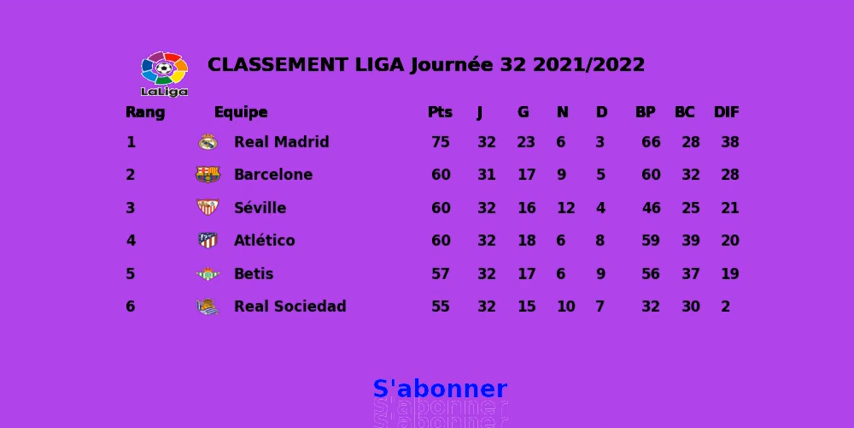 CLASSEMENT LIGA Journée 32 2021/2022
LaLiga
Rang Equipe Pts J G N D BP BC DIF
1 Real Madrid 75 32 23 6 3 66 28 38
2 Barcelone 60 31 17 9 5 60 32 28
3 Séville 60 32 16 12 4 46 25 21
4 Atlético 60 32 18 6 8 59 39 20
5 Betis 57 32 17 6 9 56 37 19
6 Real Sociedad 55 32 15 10 7 32 30 2
S'abonner
S'abonner
S'abonner